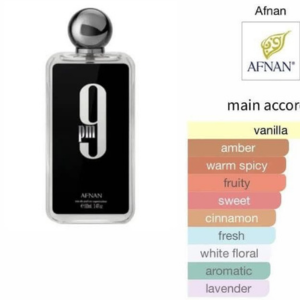 Afnan
AFNAN®
main accor
vanilla
amber
warm spicy
fruity
sweet
cinnamon
fresh
white floral
aromatic
lavender
9
pm
AFNAN